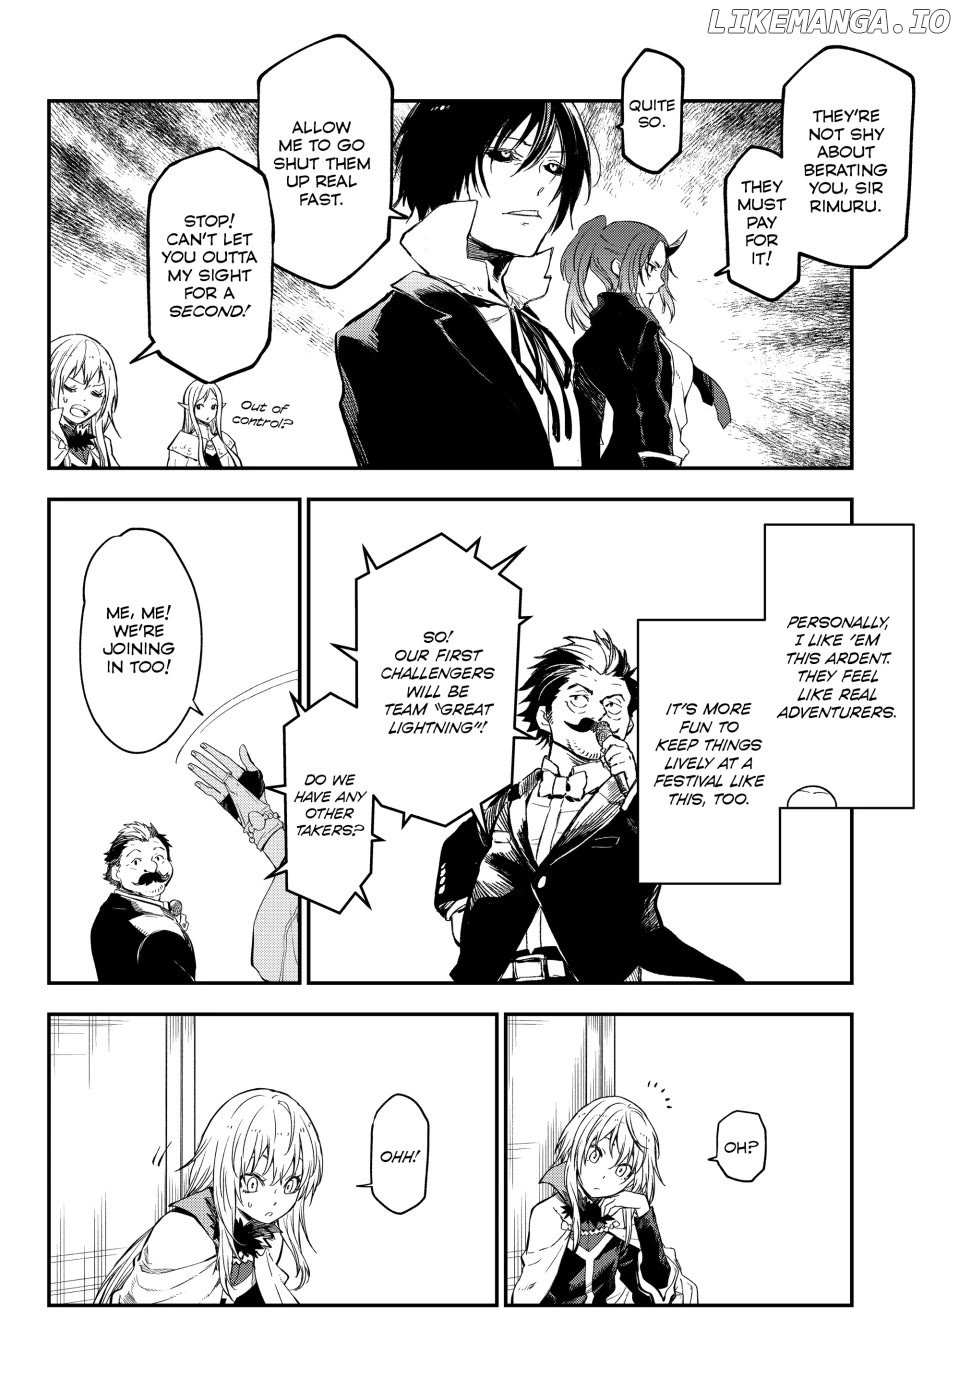 LIKEMANGA.IO
THEY'RE
NOT SHY
ABOUT
BERATING
YOU, SIR
RIMURU.
THEY
MUST
PAY
FOR
IT!
QUITE
SO.
ALLOW
ME TO GO
SHUT THEM
UP REAL
FAST.
STOP!
CAN'T LET
YOU OUTTA
MY SIGHT
FOR A
SECOND!
Out of
control?
PERSONALLY,
I LIKE 'EM
THIS ARDENT.
THEY FEEL
LIKE REAL
ADVENTURERS.
IT'S MORE
FUN TO
KEEP THINGS
LIVELY AT A
FESTIVAL LIKE
THIS, TOO.
SO!
OUR FIRST
CHALLENGERS
WILL BE
TEAM "GREAT
LIGHTNING"!
DO WE
HAVE ANY
OTHER
TAKERS?
ME, ME!
WE'RE
JOINING
IN TOO!
OH?
OHH!